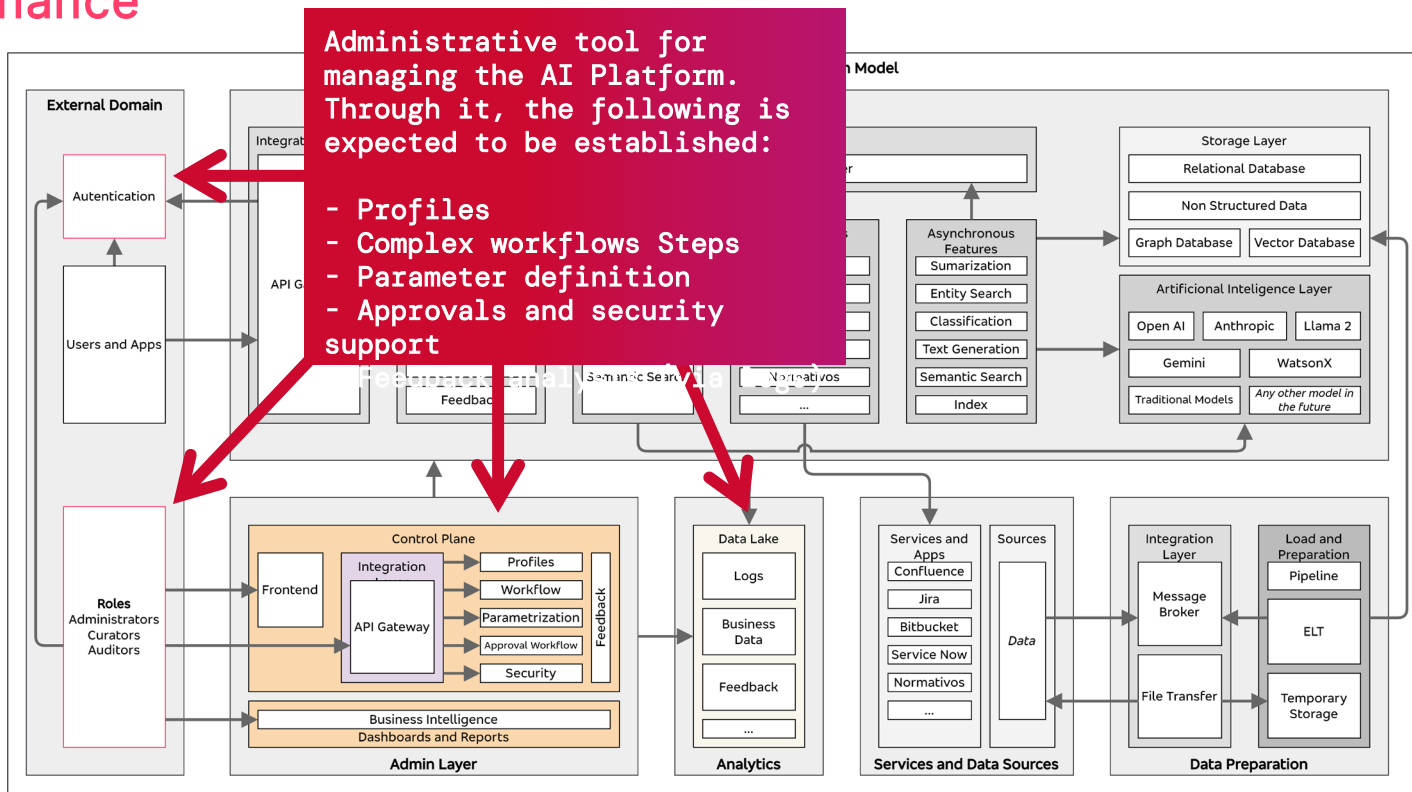 nance
Administrative tool for
managing the AI Platform.
Through it, the following is
expected to be established:
- Profiles
- Complex workflows Steps
- Parameter definition
- Approvals and security
support
Model
External Domain
Autentication
Users and Apps
Roles
Administrators
Curators
Auditors
Integrat
API G
Feedbac
Semantic Searc
Normativos
...
Asynchronous
Features
Sumarization
Entity Search
Classification
Text Generation
Semantic Search
Index
Storage Layer
Relational Database
Non Structured Data
Graph Database
Vector Database
Artificional Inteligence Layer
Open AI
Anthropic
Llama 2
Gemini
WatsonX
Traditional Models
Any other model in
the future
Control Plane
Frontend
Integration
API Gateway
Profiles
Workflow
Parametrization
Approval Workflow
Security
Feedback
Business Intelligence
Dashboards and Reports
Admin Layer
Data Lake
Logs
Business
Data
Feedback
...
Analytics
Services and
Apps
Confluence
Jira
Bitbucket
Service Now
Normativos
...
Sources
Data
Services and Data Sources
Integration
Layer
Message
Broker
File Transfer
Load and
Preparation
Pipeline
ELT
Temporary
Storage
Data Preparation